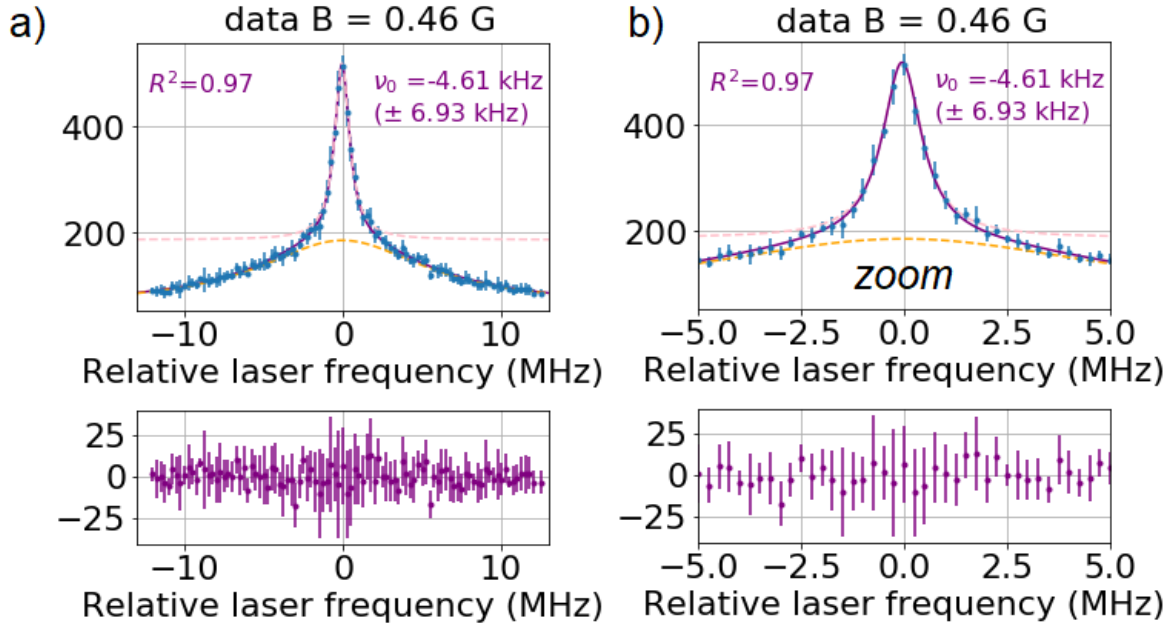 a)
data B = 0.46 G
R²=0.97
ν₀ =-4.61 kHz
(± 6.93 kHz)
400
200
−10 0 10
Relative laser frequency (MHz)
25
0
−25
−10 0 10
Relative laser frequency (MHz)
b)
data B = 0.46 G
R²=0.97
ν₀ =-4.61 kHz
(± 6.93 kHz)
400
200
zoom
−5.0 −2.5 0.0 2.5 5.0
Relative laser frequency (MHz)
25
0
−25
−5.0 −2.5 0.0 2.5 5.0
Relative laser frequency (MHz)